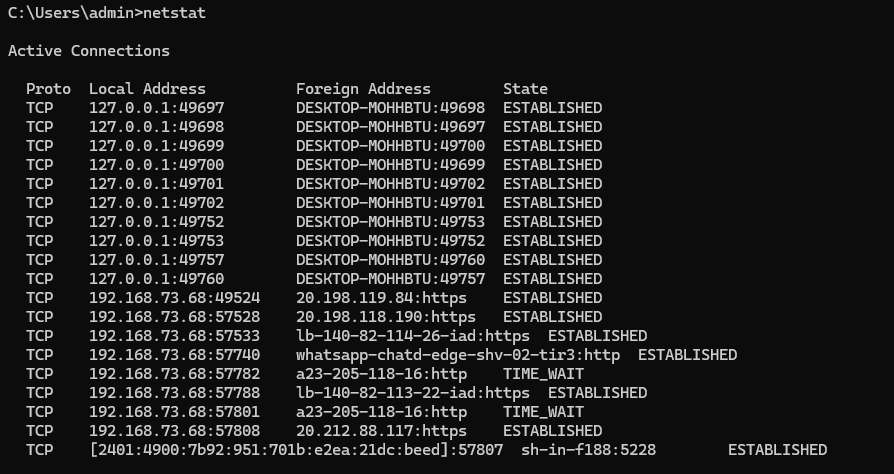 C:\Users\admin>netstat
Active Connections
Proto  Local Address          Foreign Address        State
TCP    127.0.0.1:49697        DESKTOP-MOHHBTU:49698  ESTABLISHED
TCP    127.0.0.1:49698        DESKTOP-MOHHBTU:49697  ESTABLISHED
TCP    127.0.0.1:49699        DESKTOP-MOHHBTU:49700  ESTABLISHED
TCP    127.0.0.1:49700        DESKTOP-MOHHBTU:49699  ESTABLISHED
TCP    127.0.0.1:49701        DESKTOP-MOHHBTU:49702  ESTABLISHED
TCP    127.0.0.1:49702        DESKTOP-MOHHBTU:49701  ESTABLISHED
TCP    127.0.0.1:49752        DESKTOP-MOHHBTU:49753  ESTABLISHED
TCP    127.0.0.1:49753        DESKTOP-MOHHBTU:49752  ESTABLISHED
TCP    127.0.0.1:49757        DESKTOP-MOHHBTU:49760  ESTABLISHED
TCP    127.0.0.1:49760        DESKTOP-MOHHBTU:49757  ESTABLISHED
TCP    192.168.73.68:49524    20.198.119.84:https    ESTABLISHED
TCP    192.168.73.68:57528    20.198.118.190:https   ESTABLISHED
TCP    192.168.73.68:57533    lb-140-82-114-26-iad:https  ESTABLISHED
TCP    192.168.73.68:57740    whatsapp-chatd-edge-shv-02-tir3:http  ESTABLISHED
TCP    192.168.73.68:57782    a23-205-118-16:http    TIME_WAIT
TCP    192.168.73.68:57788    lb-140-82-113-22-iad:https  ESTABLISHED
TCP    192.168.73.68:57801    a23-205-118-16:http    TIME_WAIT
TCP    192.168.73.68:57808    20.212.88.117:https    ESTABLISHED
TCP    [2401:4900:7b92:951:701b:e2ea:21dc:beed]:57807  sh-in-f188:5228        ESTABLISHED